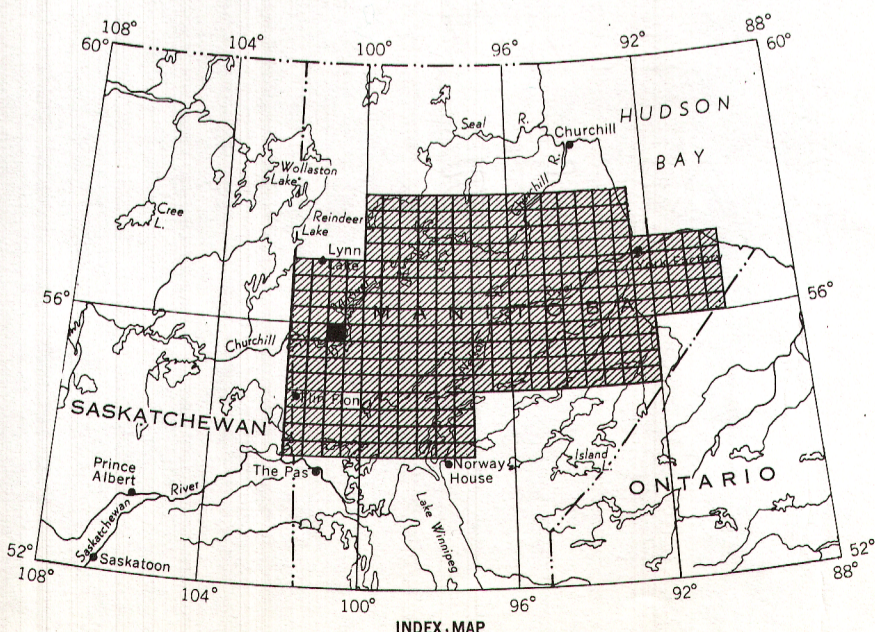 108°
104°
100°
96°
92°
88°
60°
60°
Seal R.
Churchill
HUDSON
BAY
Wollaston
Lake
Churchill R.
Cree
L.
Reindeer
Lake
Lynn
Lake
York Factory
56°
56°
MANITOBA
Churchill
Flin Flon
SASKATCHEWAN
Prince
Albert
River
The Pas
Norway
House
Island
L.
ONTARIO
Saskatchewan
Lake Winnipeg
Saskatoon
52°
52°
108°
104°
100°
96°
92°
88°
INDEX MAP